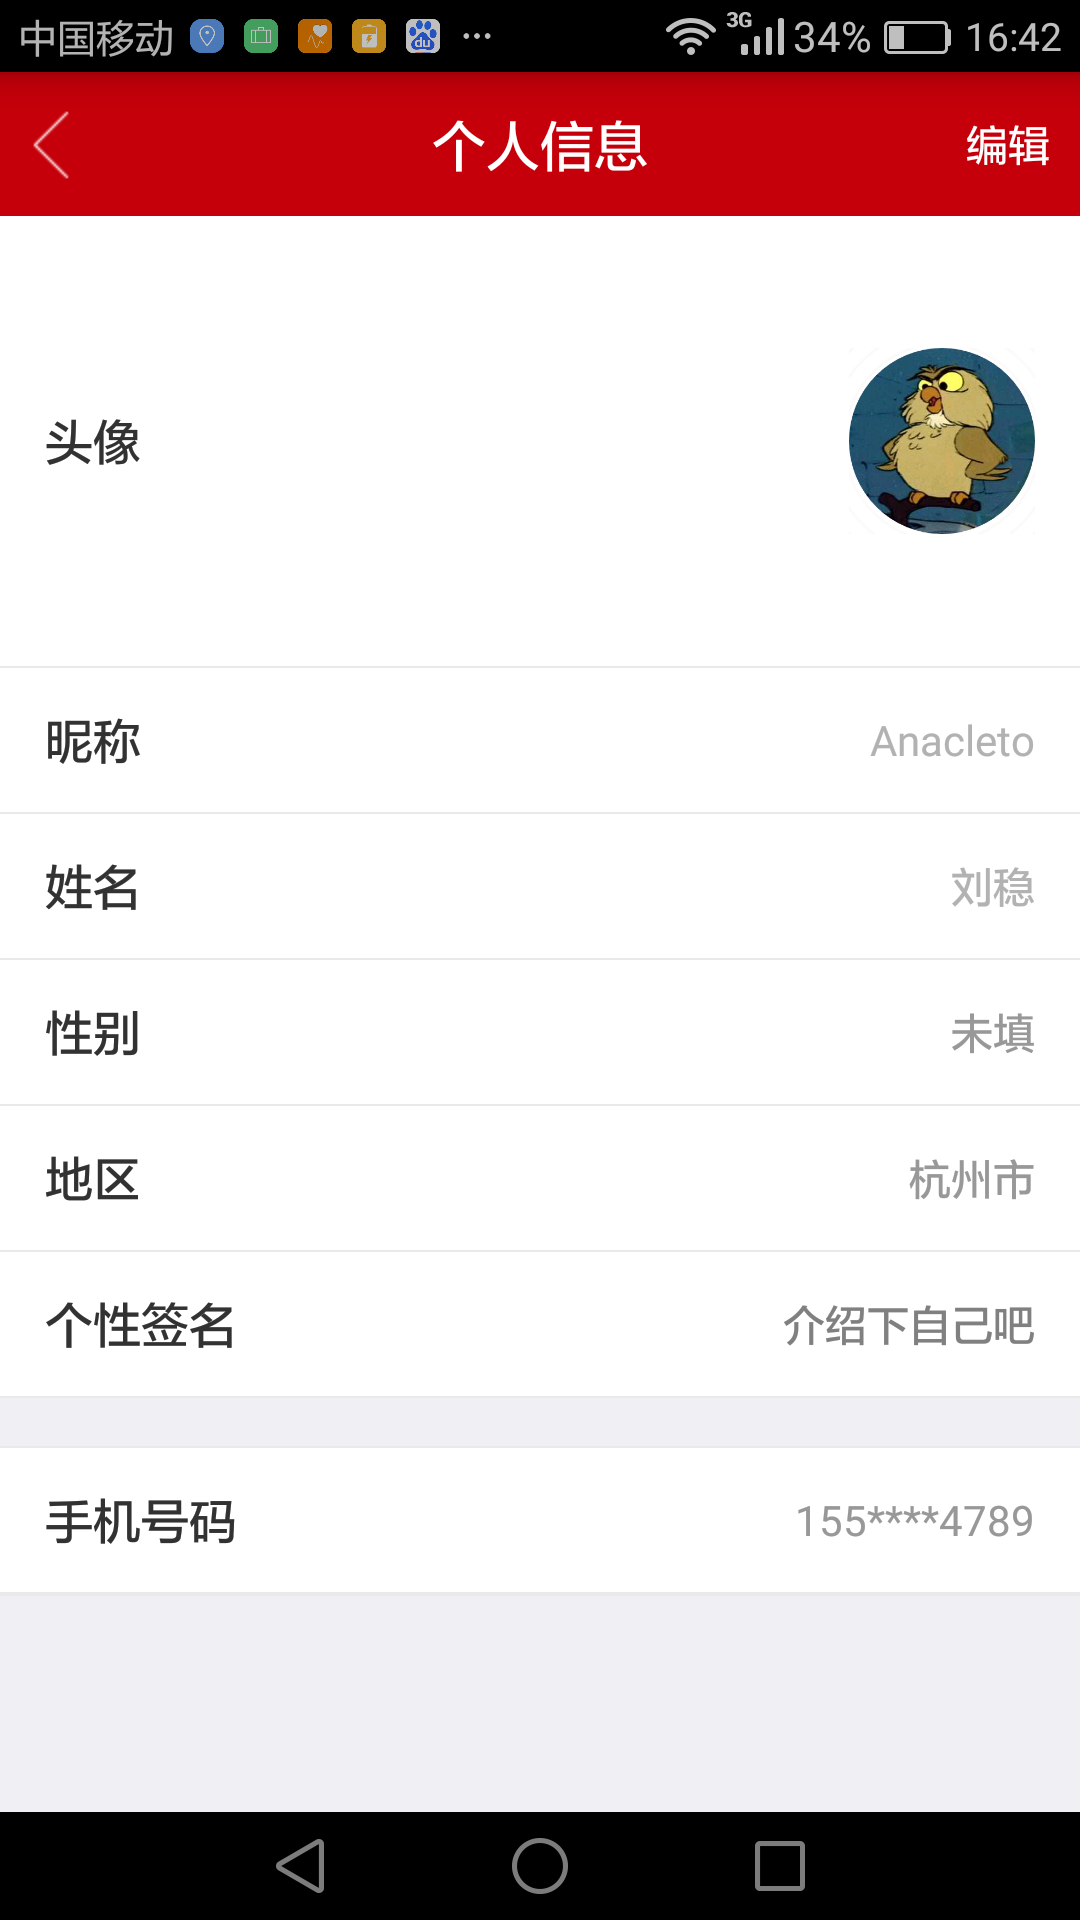 中国移动 du ... 3G 34% 16:42
个人信息 编辑
头像
昵称 Anacleto
姓名 刘稳
性别 未填
地区 杭州市
个性签名 介绍下自己吧
手机号码 155****4789